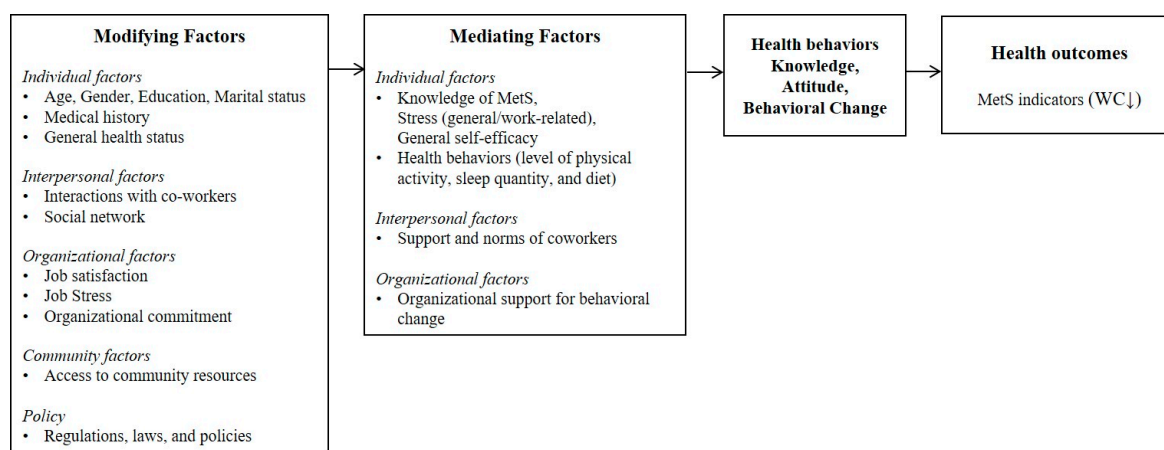 Modifying Factors
Individual factors
• Age, Gender, Education, Marital status
• Medical history
• General health status
Interpersonal factors
• Interactions with co-workers
• Social network
Organizational factors
• Job satisfaction
• Job Stress
• Organizational commitment
Community factors
• Access to community resources
Policy
• Regulations, laws, and policies
Mediating Factors
Individual factors
• Knowledge of MetS,
Stress (general/work-related),
General self-efficacy
• Health behaviors (level of physical
activity, sleep quantity, and diet)
Interpersonal factors
• Support and norms of coworkers
Organizational factors
• Organizational support for behavioral
change
Health behaviors
Knowledge,
Attitude,
Behavioral Change
Health outcomes
MetS indicators (WC↓)